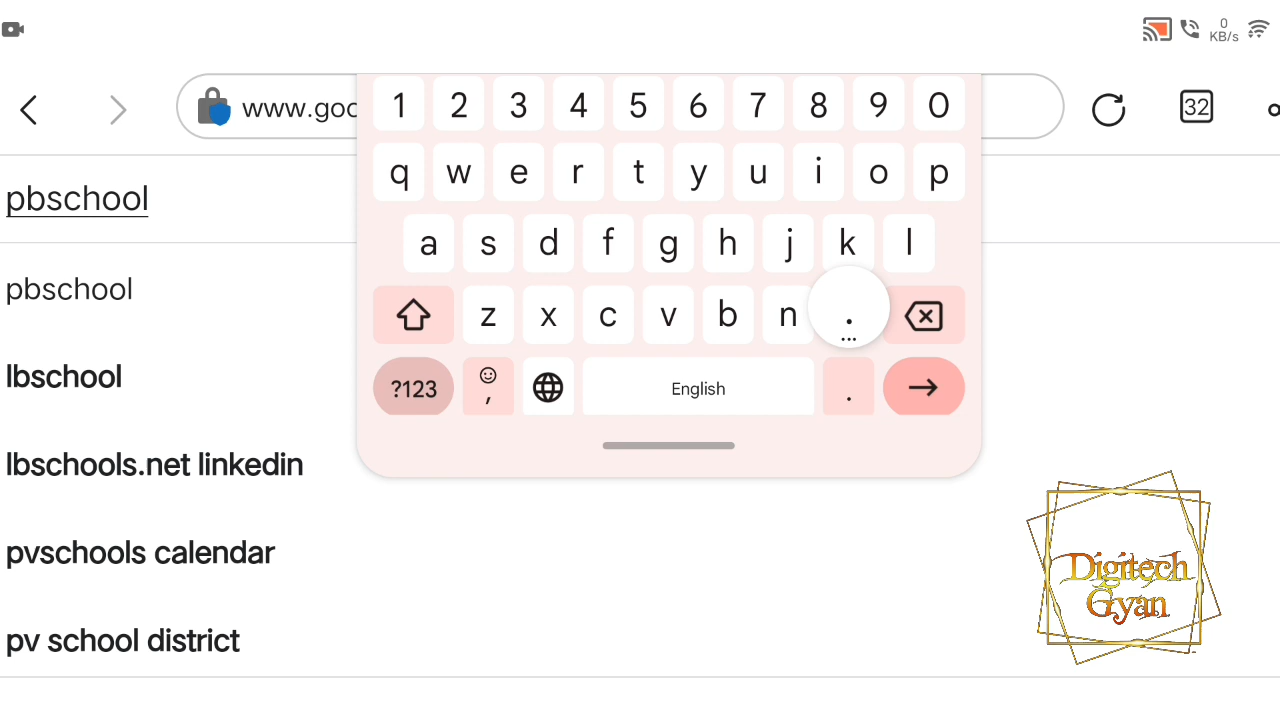 0
KB/s
www.goo
32
1 2 3 4 5 6 7 8 9 0
pbschool
q w e r t y u i o p
a s d f g h j k l
pbschool
z x c v b n .
lbschool
?123 , English .
lbschools.net linkedin
pvschools calendar
Digitech
Gyan
pv school district